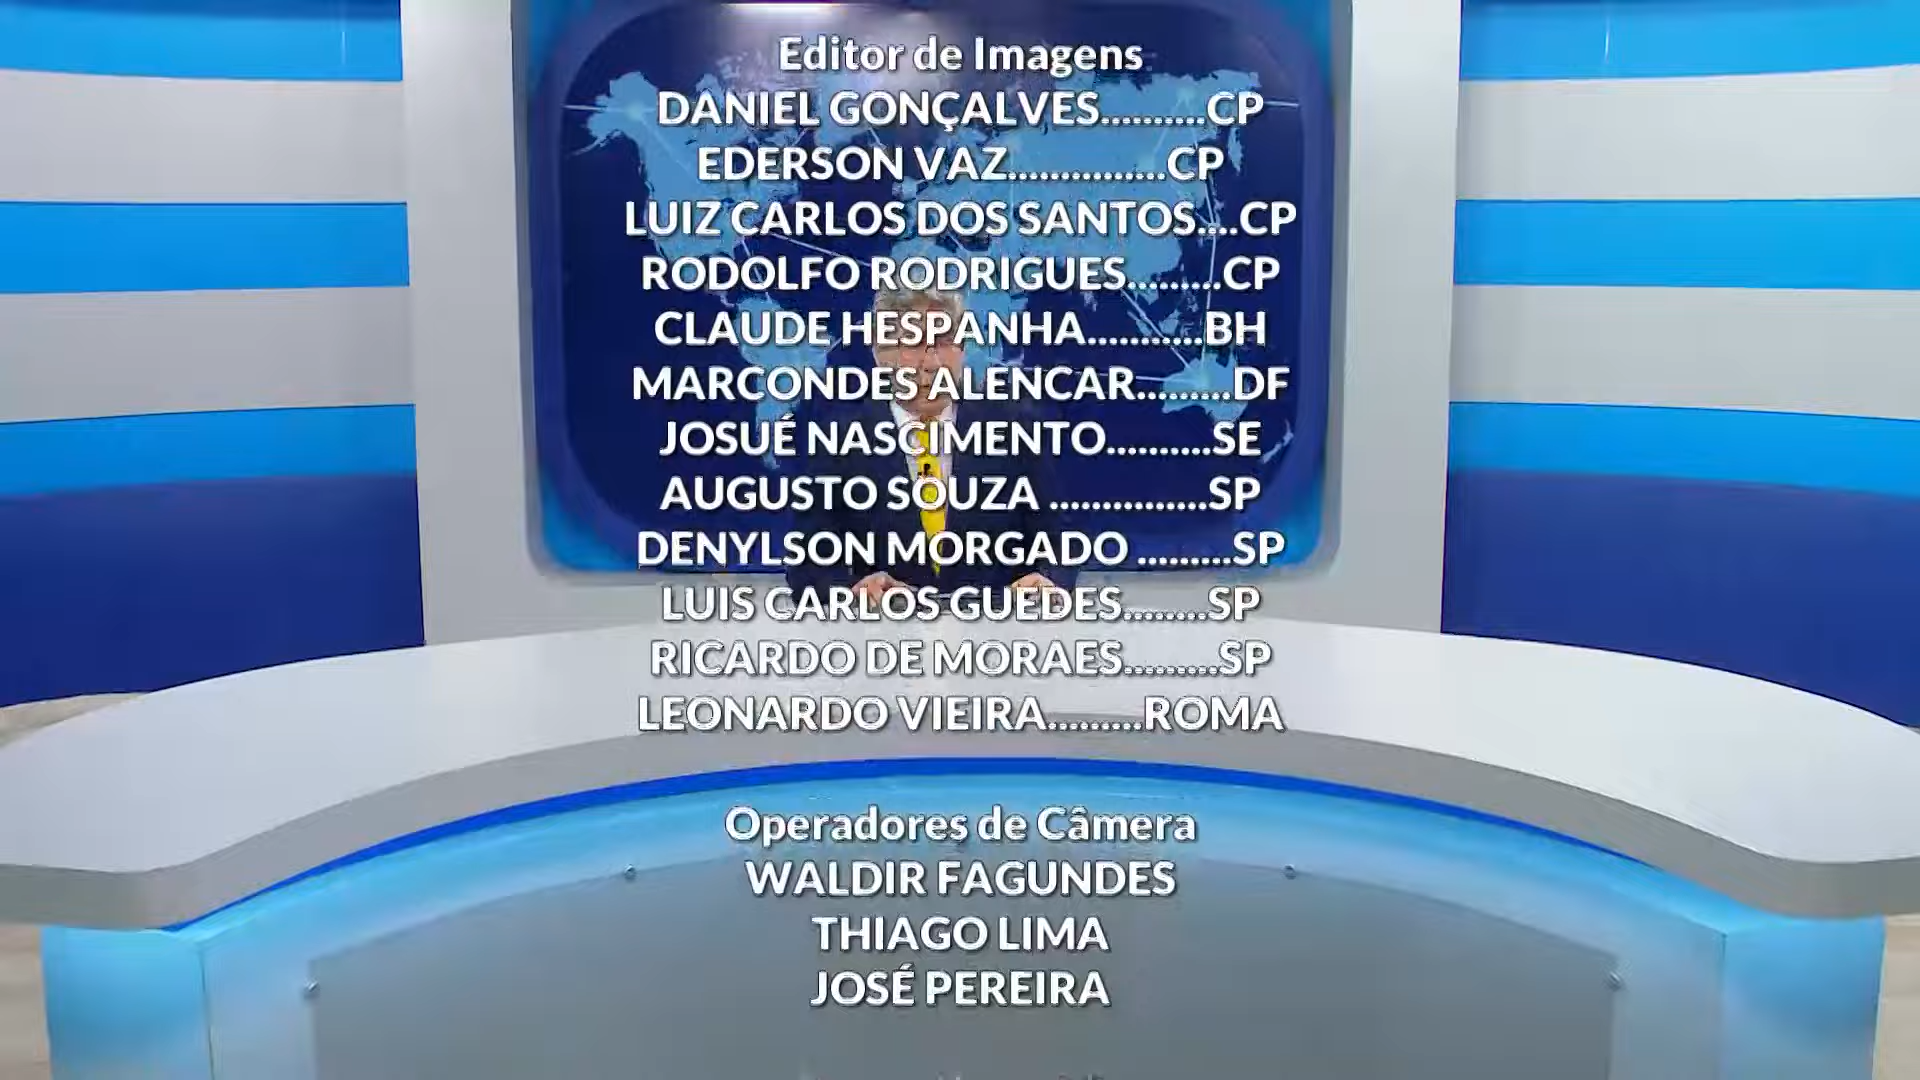 Editor de Imagens
DANIEL GONÇALVES..........CP
EDERSON VAZ...............CP
LUIZ CARLOS DOS SANTOS....CP
RODOLFO RODRIGUES.........CP
CLAUDE HESPANHA...........BH
MARCONDES ALENCAR.........DF
JOSUÉ NASCIMENTO..........SE
AUGUSTO SOUZA ...............SP
DENYLSON MORGADO .........SP
LUIS CARLOS GUEDES........SP
RICARDO DE MORAES.........SP
LEONARDO VIEIRA.........ROMA
Operadores de Câmera
WALDIR FAGUNDES
THIAGO LIMA
JOSÉ PEREIRA